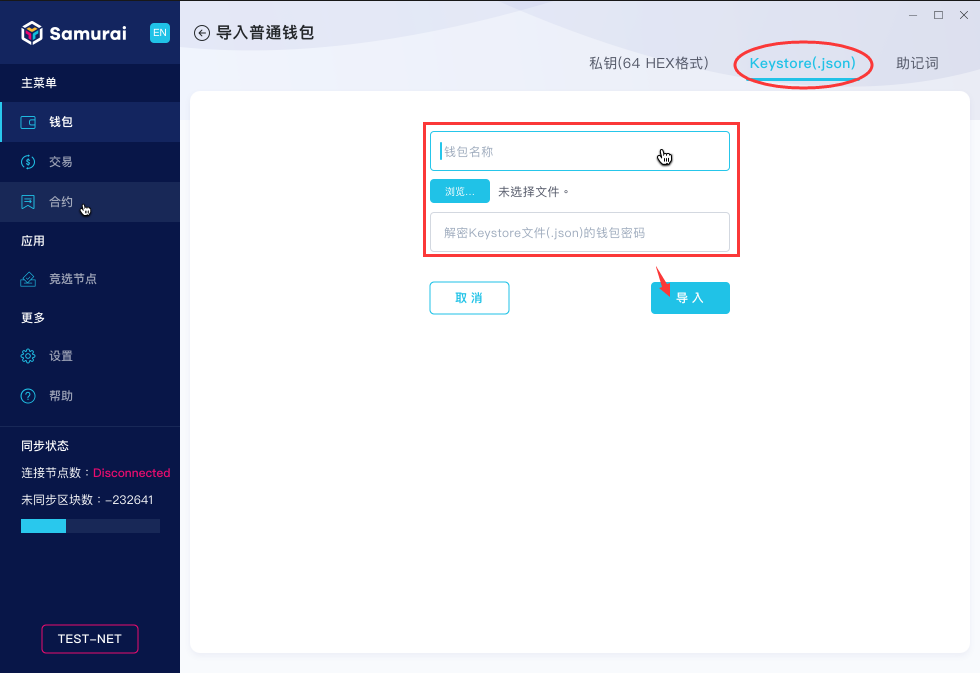 Samurai
EN
主菜单
钱包
交易
合约
应用
竞选节点
更多
设置
帮助
同步状态
连接节点数：Disconnected
未同步区块数：-232641
TEST-NET
导入普通钱包
私钥(64 HEX格式)
Keystore(.json)
助记词
钱包名称
浏览...
未选择文件。
解密Keystore文件(.json)的钱包密码
取 消
导 入